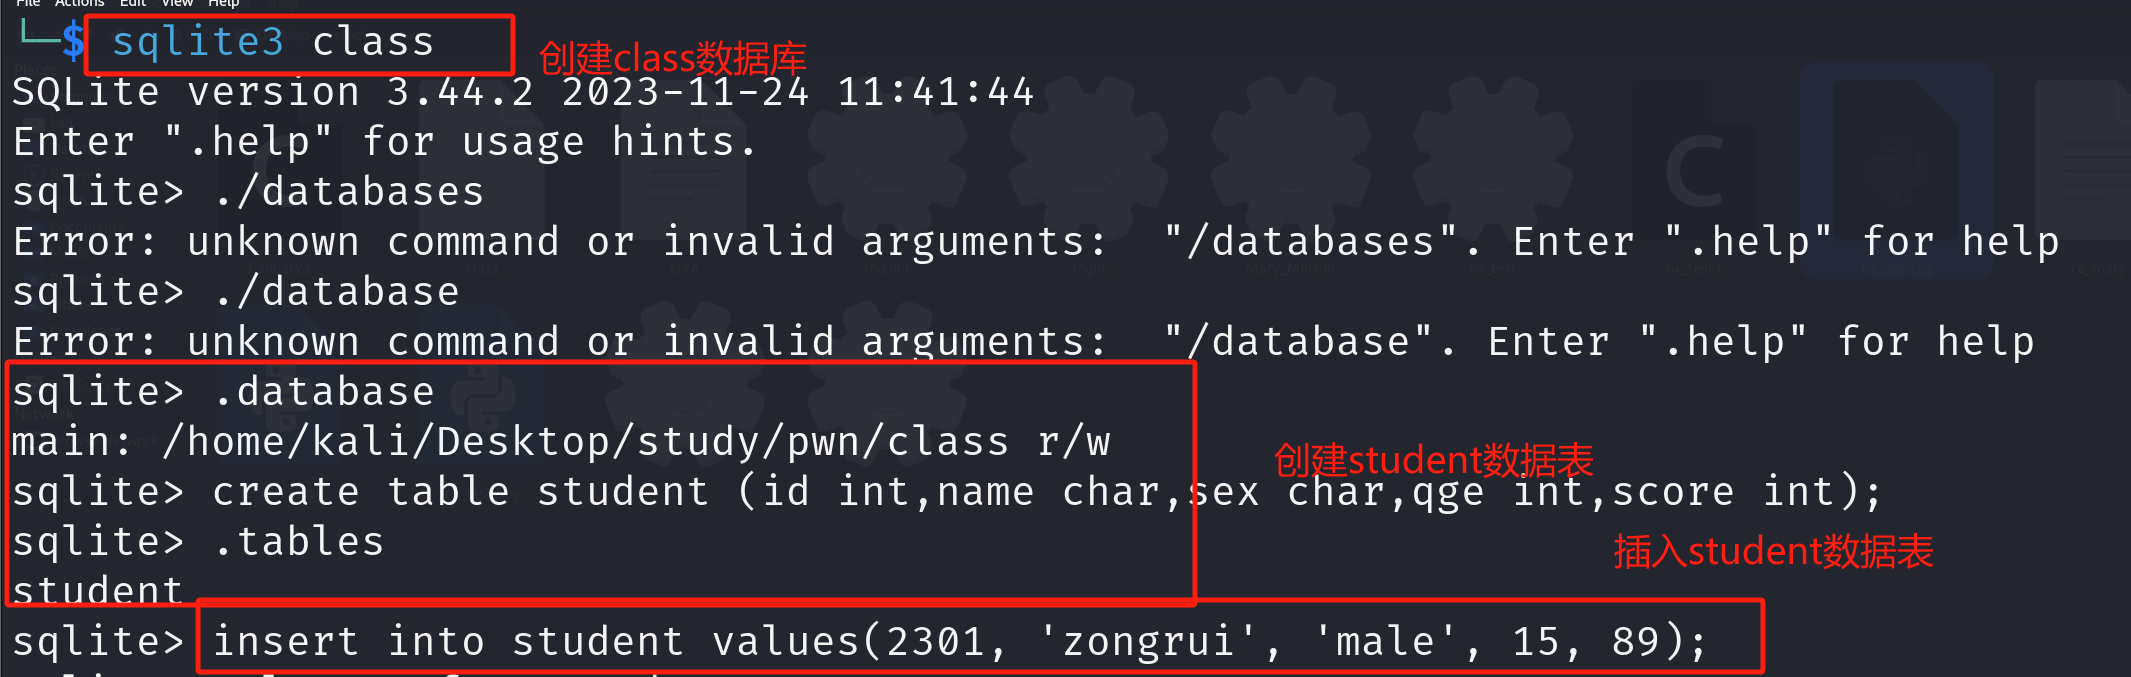 File Actions Edit View Help
└─$ sqlite3 class
创建class数据库
SQLite version 3.44.2 2023-11-24 11:41:44
Enter ".help" for usage hints.
sqlite> ./databases
Error: unknown command or invalid arguments:  "/databases". Enter ".help" for help
sqlite> ./database
Error: unknown command or invalid arguments:  "/database". Enter ".help" for help
sqlite> .database
main: /home/kali/Desktop/study/pwn/class r/w
创建student数据表
sqlite> create table student (id int,name char,sex char,qge int,score int);
sqlite> .tables
插入student数据表
student
sqlite> insert into student values(2301, 'zongrui', 'male', 15, 89);